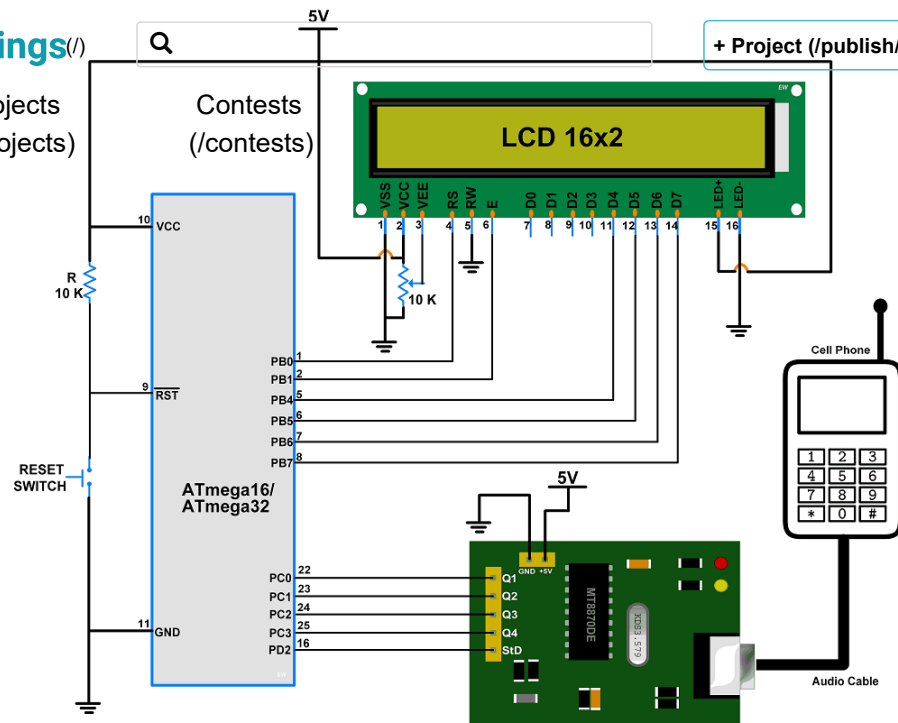 5V
ings(/)
+ Project (/publish/
ojects
ojects)
Contests
(/contests)
EW
LCD 16x2
VSS VCC VEE RS RW E D0 D1 D2 D3 D4 D5 D6 D7 LED+ LED-
1 2 3 4 5 6 7 8 9 10 11 12 13 14 15 16
10 VCC
R
10 K
10 K
9 RST
PB0 1
PB1 2
PB4 5
PB5 6
PB6 7
PB7 8
RESET
SWITCH
ATmega16/
ATmega32
11 GND
PC0 22
PC1 23
PC2 24
PC3 25
PD2 16
EW
5V
GND +5V
Q1
Q2
Q3
Q4
StD
MT8870DE
KDS3.579
Cell Phone
1 2 3
4 5 6
7 8 9
* 0 #
Audio Cable